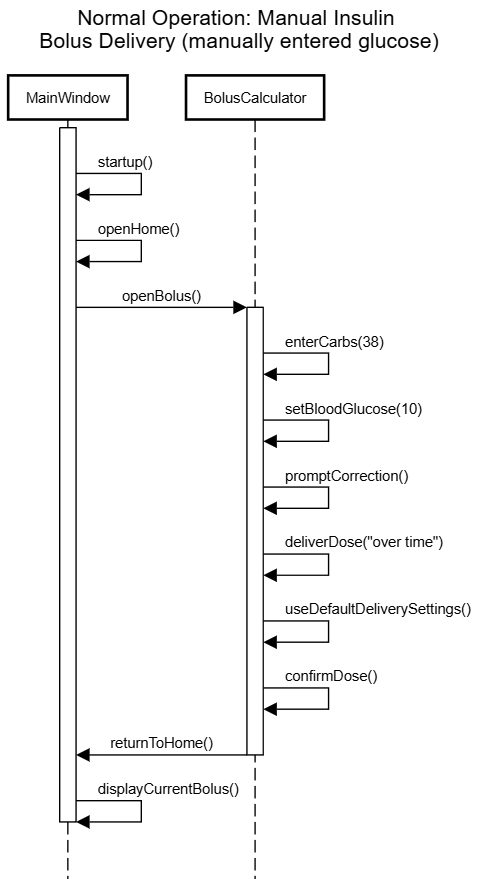 Normal Operation: Manual Insulin
Bolus Delivery (manually entered glucose)
MainWindow
BolusCalculator
startup()
openHome()
openBolus()
enterCarbs(38)
setBloodGlucose(10)
promptCorrection()
deliverDose("over time")
useDefaultDeliverySettings()
confirmDose()
returnToHome()
displayCurrentBolus()